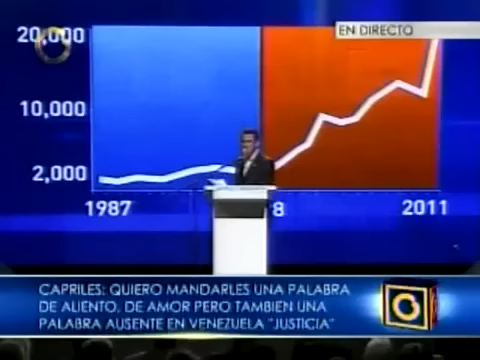 EN DIRECTO
20,000
10,000
2,000
1987
8
2011
CAPRILES: QUIERO MANDARLES UNA PALABRA
DE ALIENTO, DE AMOR PERO TAMBIEN UNA
PALABRA AUSENTE EN VENEZUELA "JUSTICIA"